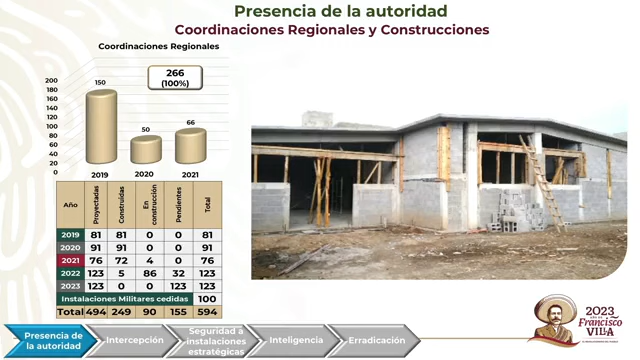 Presencia de la autoridad
Coordinaciones Regionales y Construcciones
Coordinaciones Regionales
266
(100%)
200
180
160
140
120
100
80
60
40
20
0
150
50
66
2019 2020 2021
Año Proyectadas Construidas En construcción Pendientes Total
2019 81 81 0 0 81
2020 91 91 0 0 91
2021 76 72 4 0 76
2022 123 5 86 32 123
2023 123 0 0 123 123
Instalaciones Militares cedidas 100
Total 494 249 90 155 594
2023
Francisco
VILLA
Presencia de
la autoridad
Intercepción
Seguridad a
instalaciones
estratégicas
Inteligencia
Erradicación